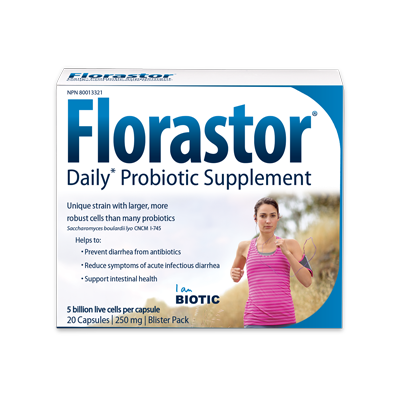 Florastor
NPN 80013321
Florastor®
Daily* Probiotic Supplement
Unique strain with larger, more
robust cells than many probiotics
Saccharomyces boulardii lyo CNCM I-745
Helps to:
• Prevent diarrhea from antibiotics
• Reduce symptoms of acute infectious diarrhea
• Support intestinal health
I am
BIOTIC
5 billion live cells per capsule
20 Capsules | 250 mg | Blister Pack